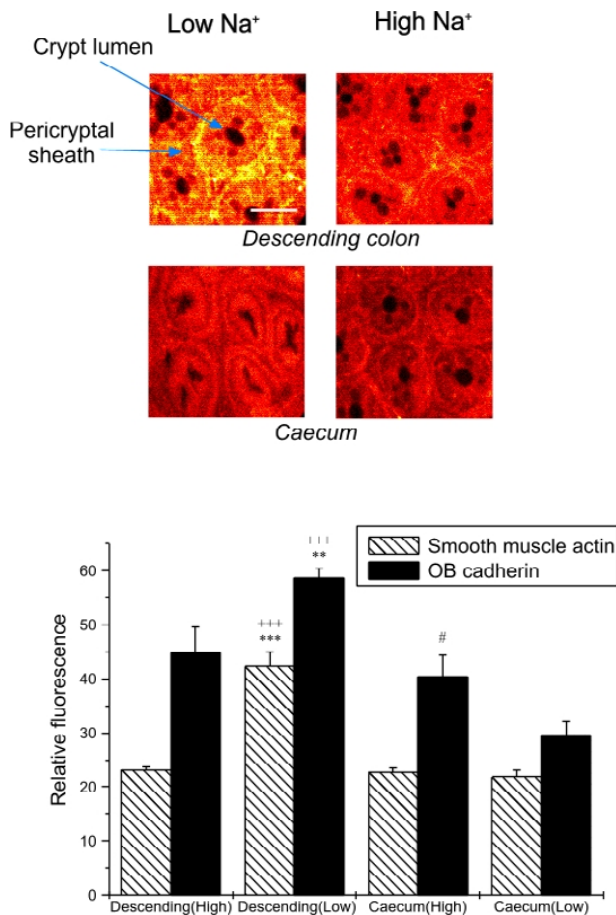 Low Na⁺ High Na⁺
Crypt lumen
Pericryptal
sheath
Descending colon
Caecum
Smooth muscle actin
OB cadherin
Relative fluorescence
60
50
40
30
20
10
0
+++
***
+++
**
#
Descending(High) Descending(Low) Caecum(High) Caecum(Low)